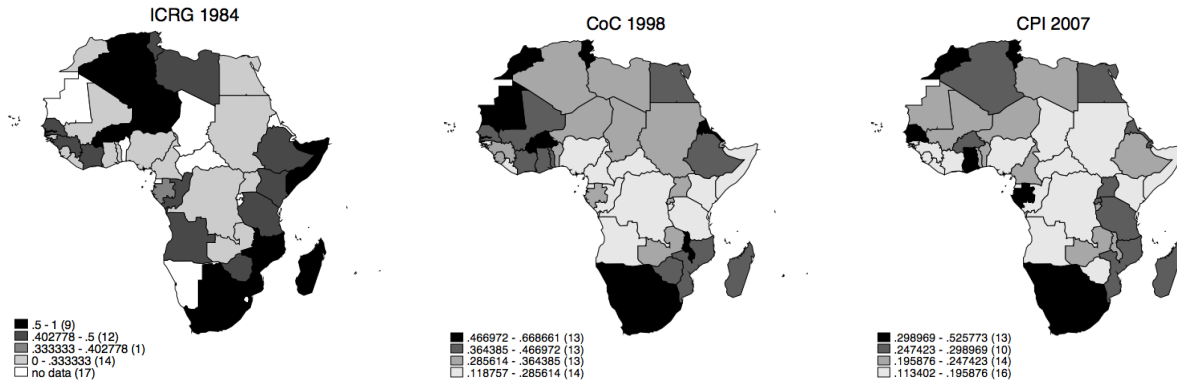 ICRG 1984
.5 - 1 (9)
.402778 - .5 (12)
.333333 - .402778 (1)
0 - .333333 (14)
no data (17)
CoC 1998
.466972 - .668661 (13)
.364385 - .466972 (13)
.285614 - .364385 (13)
.118757 - .285614 (14)
CPI 2007
.298969 - .525773 (13)
.247423 - .298969 (10)
.195876 - .247423 (14)
.113402 - .195876 (16)